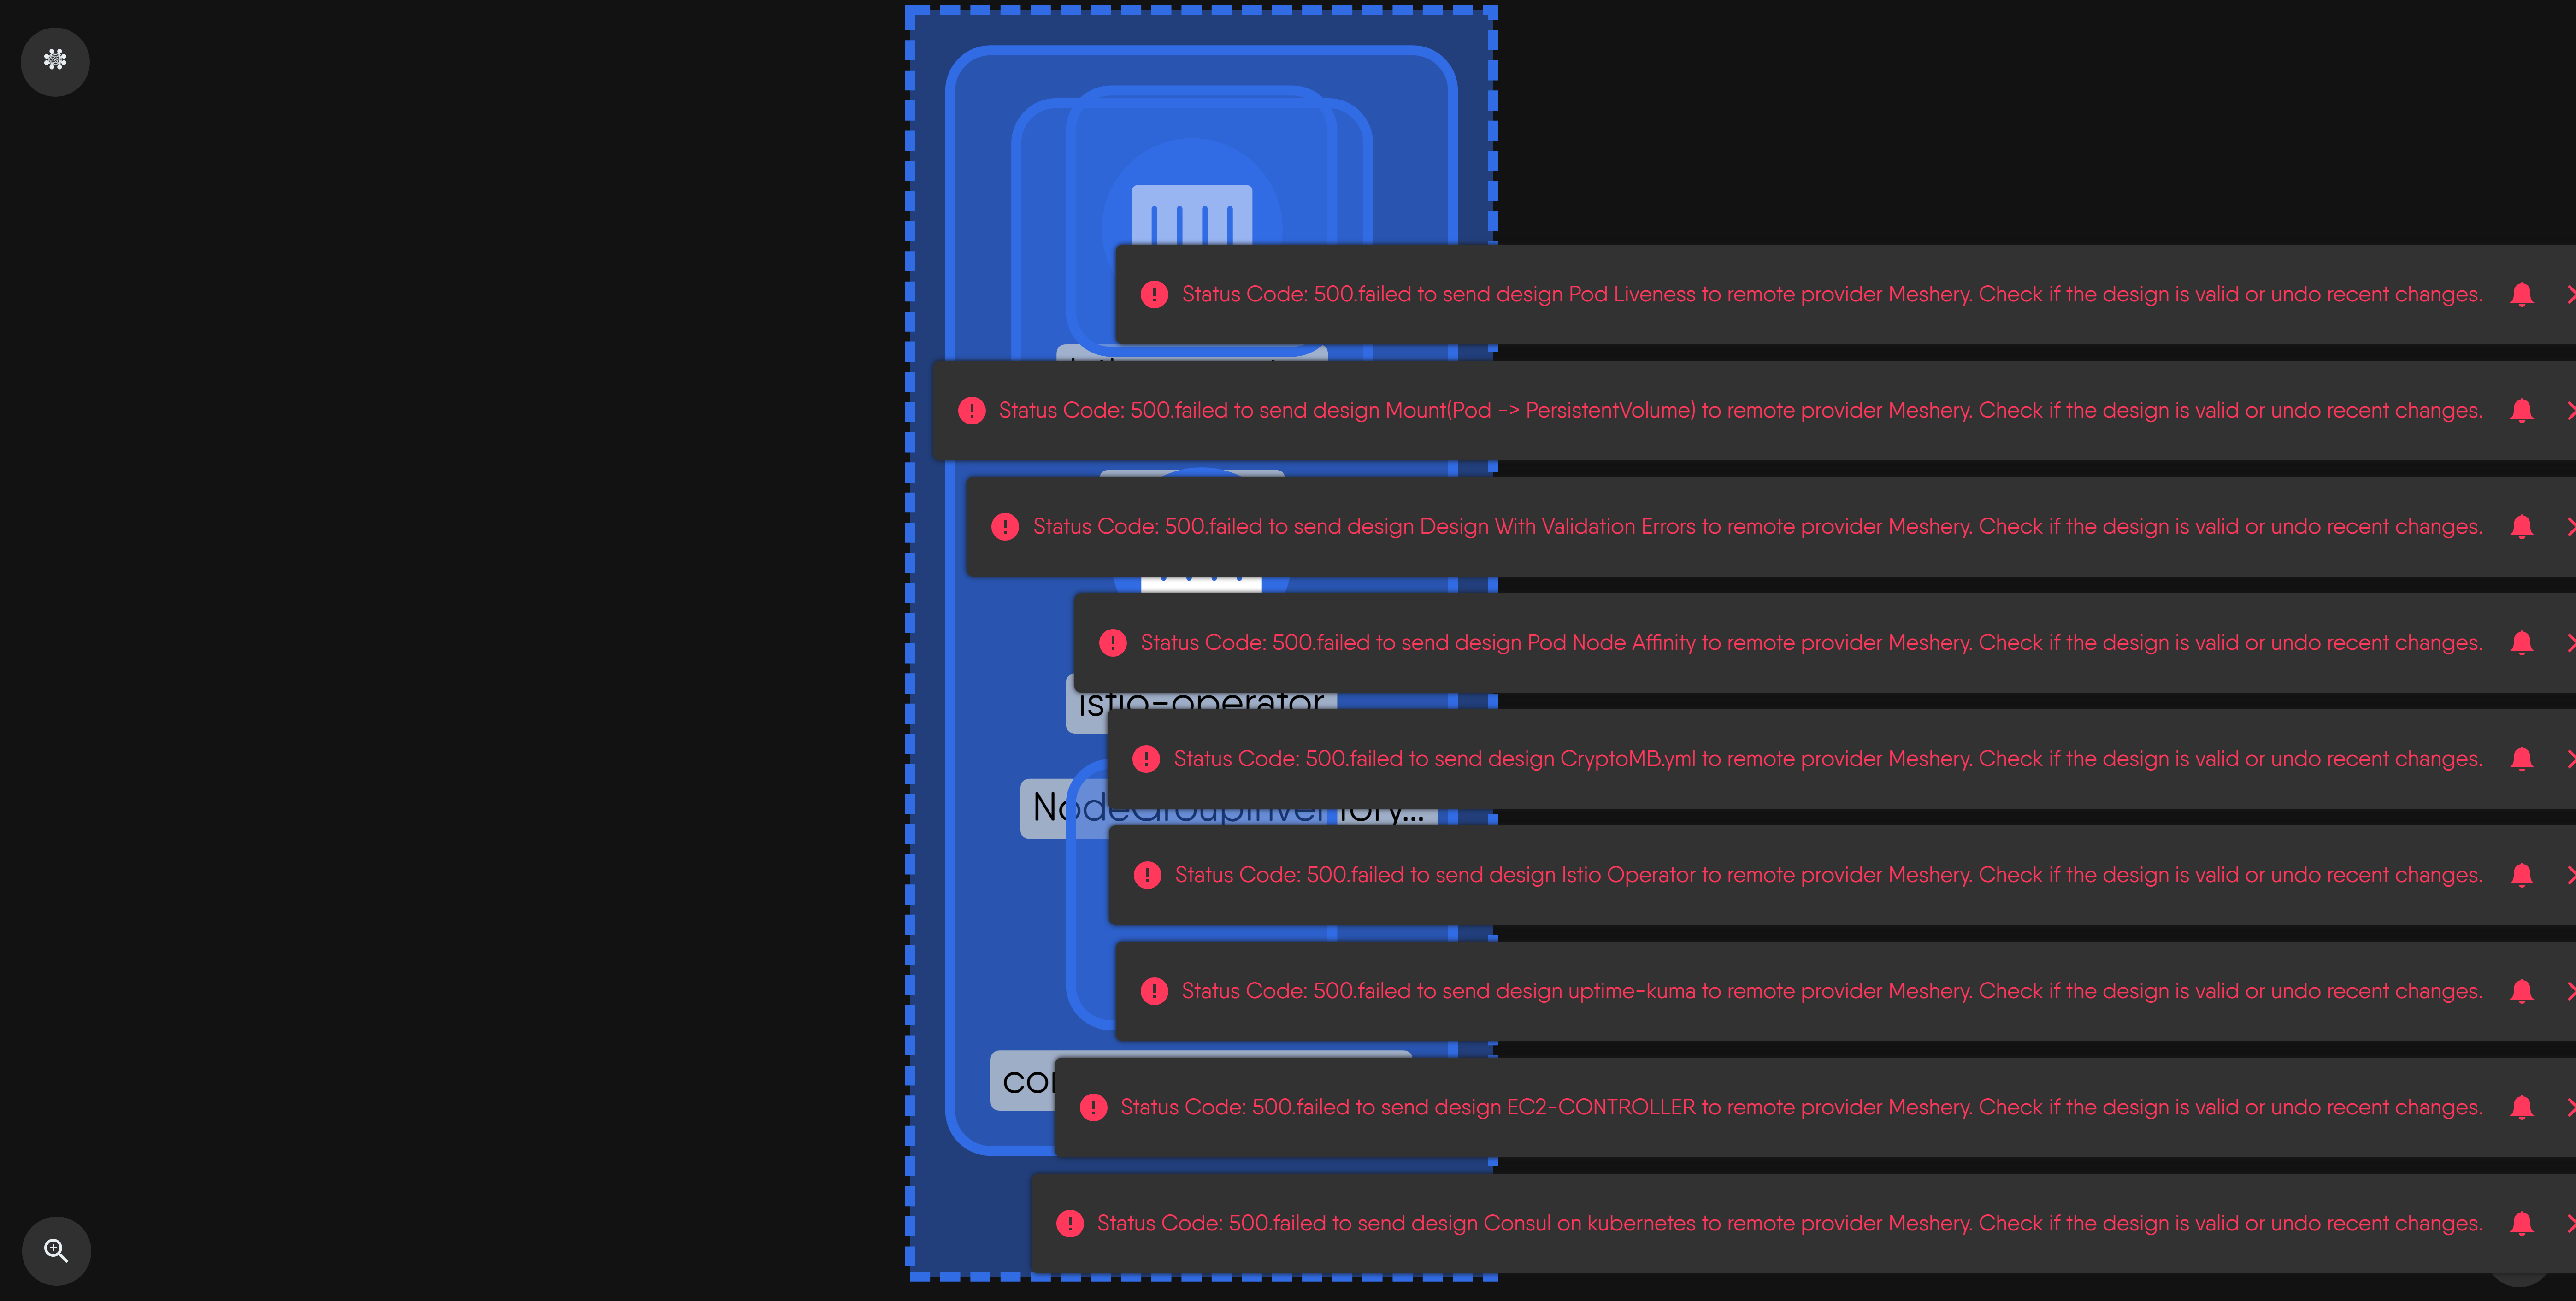 Status Code: 500.failed to send design Pod Liveness to remote provider Meshery. Check if the design is valid or undo recent changes.
Status Code: 500.failed to send design Mount(Pod -> PersistentVolume) to remote provider Meshery. Check if the design is valid or undo recent changes.
Status Code: 500.failed to send design Design With Validation Errors to remote provider Meshery. Check if the design is valid or undo recent changes.
Status Code: 500.failed to send design Pod Node Affinity to remote provider Meshery. Check if the design is valid or undo recent changes.
istio-operator
Status Code: 500.failed to send design CryptoMB.yml to remote provider Meshery. Check if the design is valid or undo recent changes.
NodeGroupInventory...
Status Code: 500.failed to send design Istio Operator to remote provider Meshery. Check if the design is valid or undo recent changes.
Status Code: 500.failed to send design uptime-kuma to remote provider Meshery. Check if the design is valid or undo recent changes.
Status Code: 500.failed to send design EC2-CONTROLLER to remote provider Meshery. Check if the design is valid or undo recent changes.
Status Code: 500.failed to send design Consul on kubernetes to remote provider Meshery. Check if the design is valid or undo recent changes.